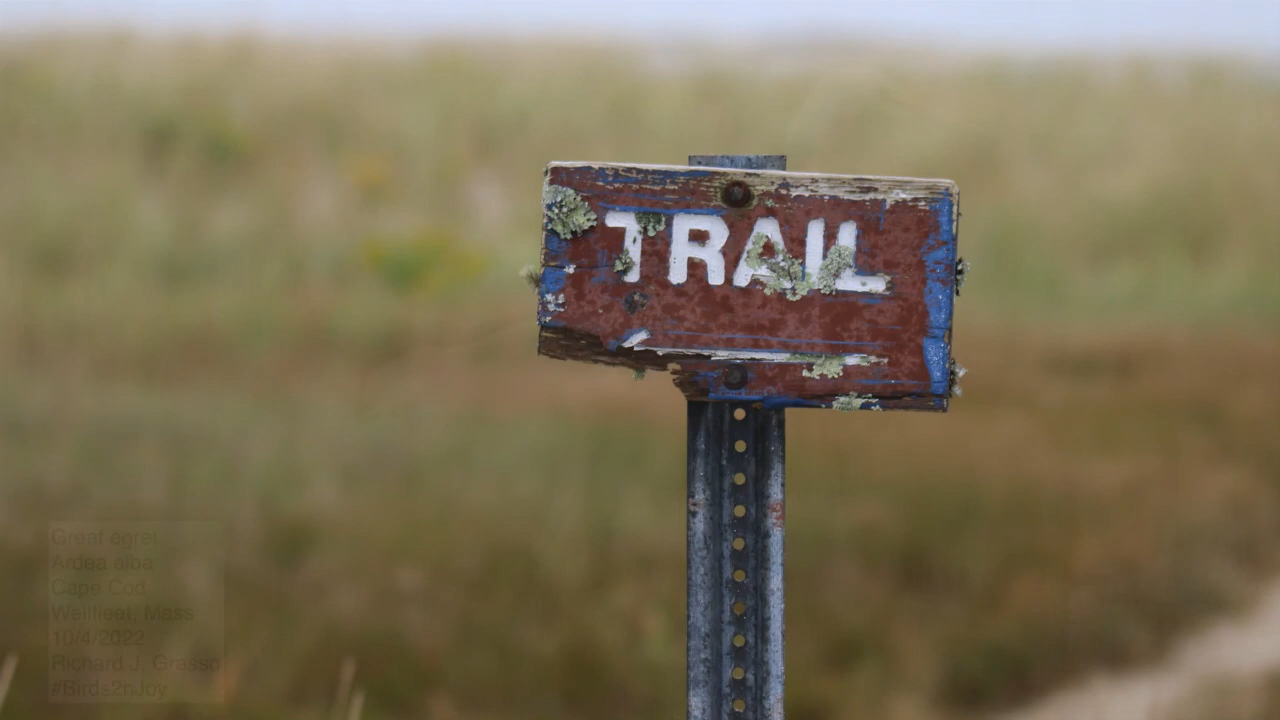 TRAIL
Great egret
Ardea alba
Cape Cod
Wellfleet, Mass
10/4/2022
Richard J. Grasso
#Birds2nJoy